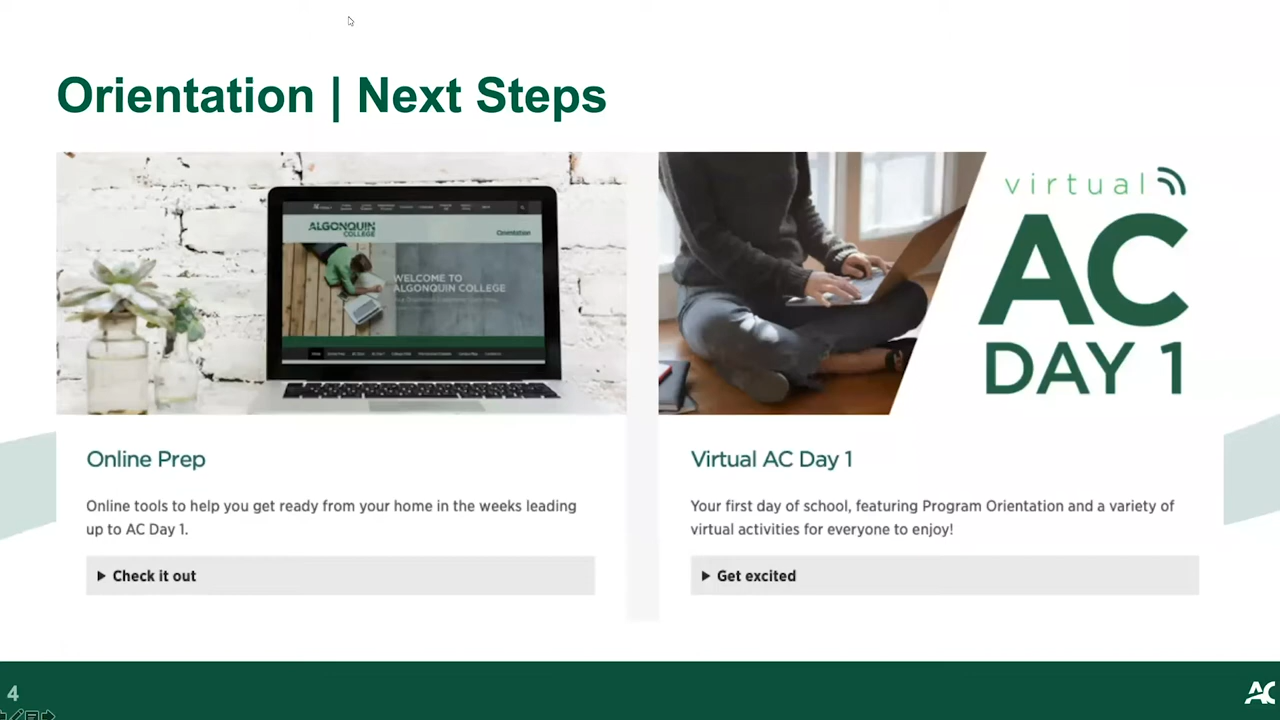 Orientation | Next Steps
ALGONQUIN
COLLEGE
Orientation
WELCOME TO
ALGONQUIN COLLEGE
virtual
AC
DAY 1
Online Prep
Online tools to help you get ready from your home in the weeks leading
up to AC Day 1.
Check it out
Virtual AC Day 1
Your first day of school, featuring Program Orientation and a variety of
virtual activities for everyone to enjoy!
Get excited
4
AC